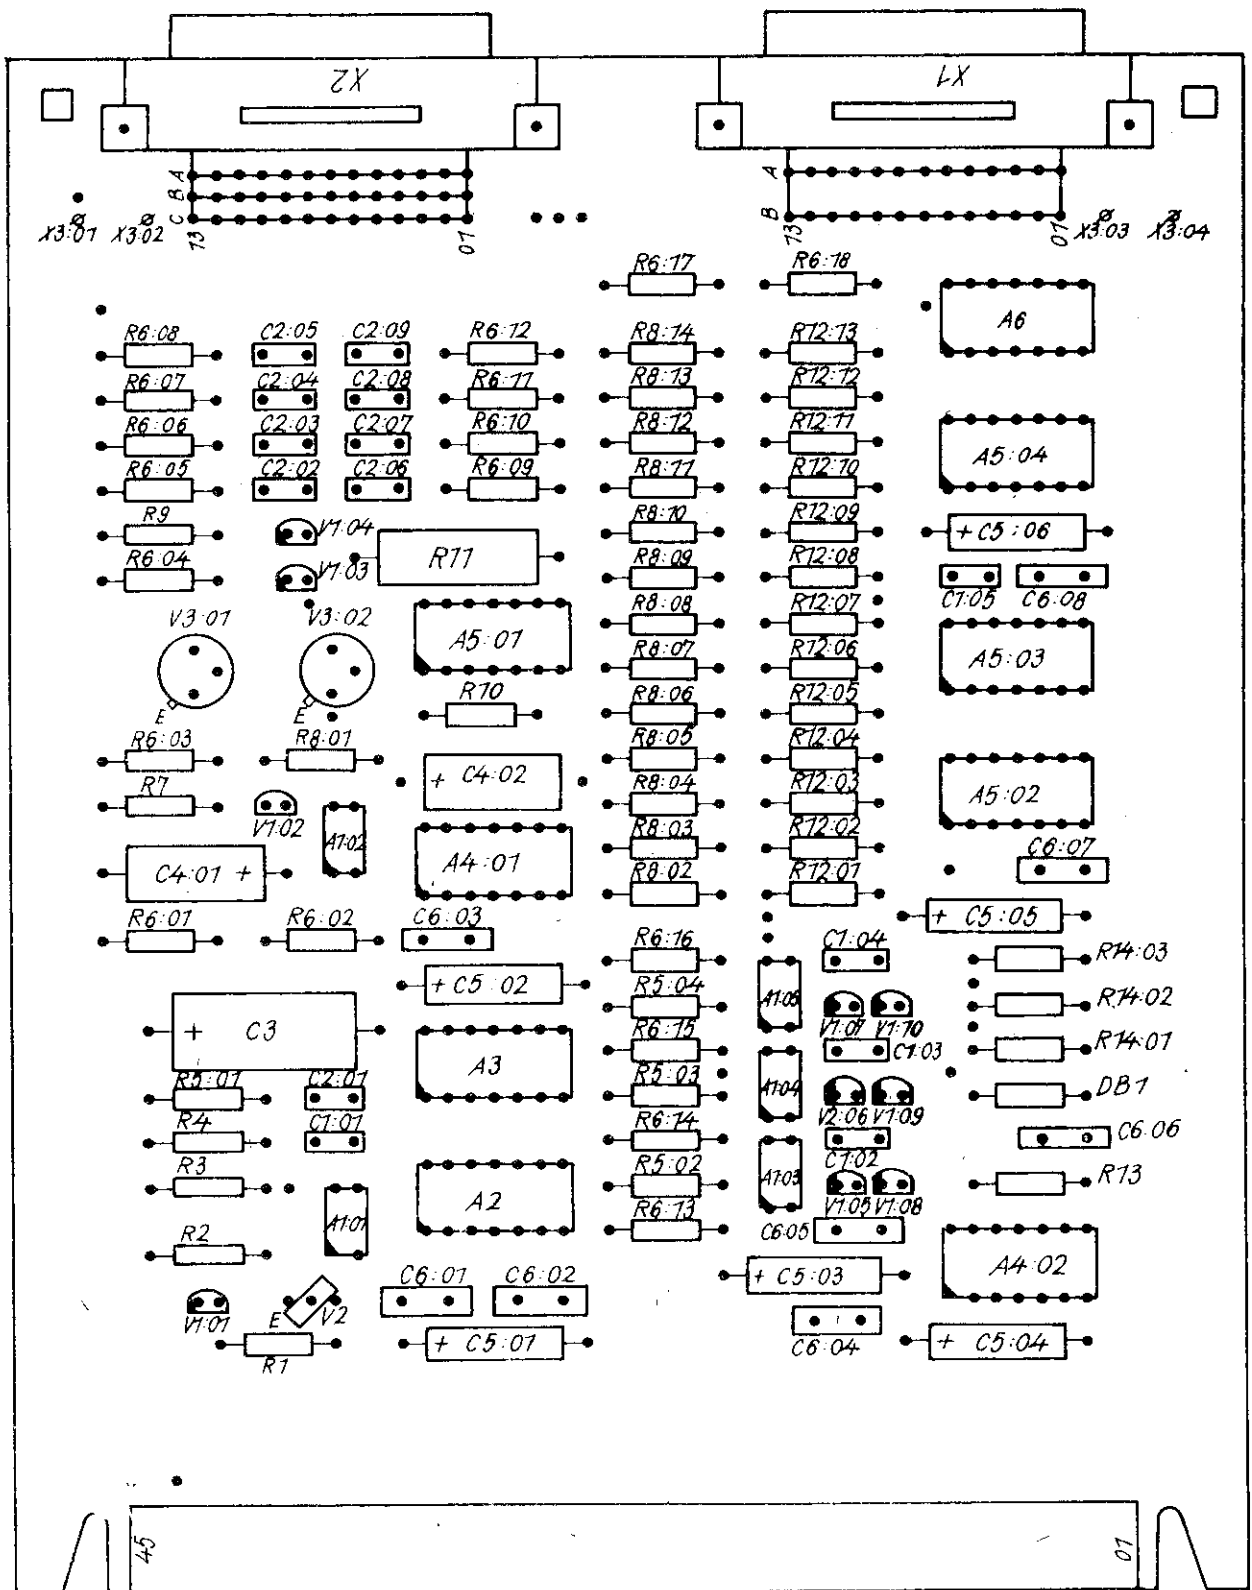 X2 X1
A A
B
C B
X3:01 X3:02 13 01 13 01 X3:03 X3:04
R6:17 R6:18
A6
R6:08 C2:05 C2:09 R6:12 R8:14 R12:13
R6:07 C2:04 C2:08 R6:11 R8:13 R12:12
R6:06 C2:03 C2:07 R6:10 R8:12 R12:11
A5:04
R6:05 C2:02 C2:06 R6:09 R8:11 R12:10
R9 V1:04 R8:10 R12:09
+ C5:06
R6:04 V1:03 R11 R8:09 R12:08
C1:05 C6:08
V3:01 V3:02 R8:08 R12:07
A5:01 R8:07 R12:06 A5:03
E E R10 R8:06 R12:05
R6:03 R8:01 R8:05 R12:04
R7 + C4:02 R8:04 R12:03 A5:02
V1:02 A1:02 R8:03 R12:02
C4:01 + A4:01 R8:02 R12:01 C6:07
R6:01 R6:02 C6:03 + C5:05
R6:16 C1:04 R14:03
+ C5:02 R5:04 A1:05 R14:02
V1:07 V1:10
+ C3 R6:15 C1:03 R14:01
A3
R5:01 C2:01 R5:03 A1:04 DB1
V2:06 V1:09
R4 C1:01 R6:14 C6:06
C1:02
R3 R5:02 A1:03 R13
A2 V1:05 V1:08
A1:01 R6:13 C6:05
R2
A4:02
C6:01 C6:02 + C5:03
V1:01 E V2
C6:04
R1 + C5:01 + C5:04
45 01